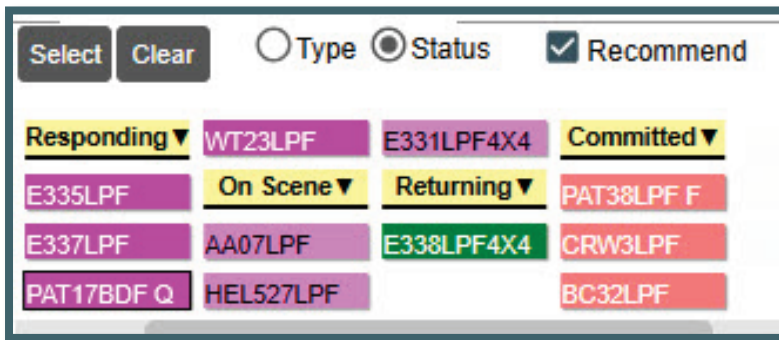 Select Clear Type Status Recommend
Responding▼ WT23LPF E331LPF4X4 Committed▼
E335LPF On Scene▼ Returning▼ PAT38LPF F
E337LPF AA07LPF E338LPF4X4 CRW3LPF
PAT17BDF Q HEL527LPF BC32LPF